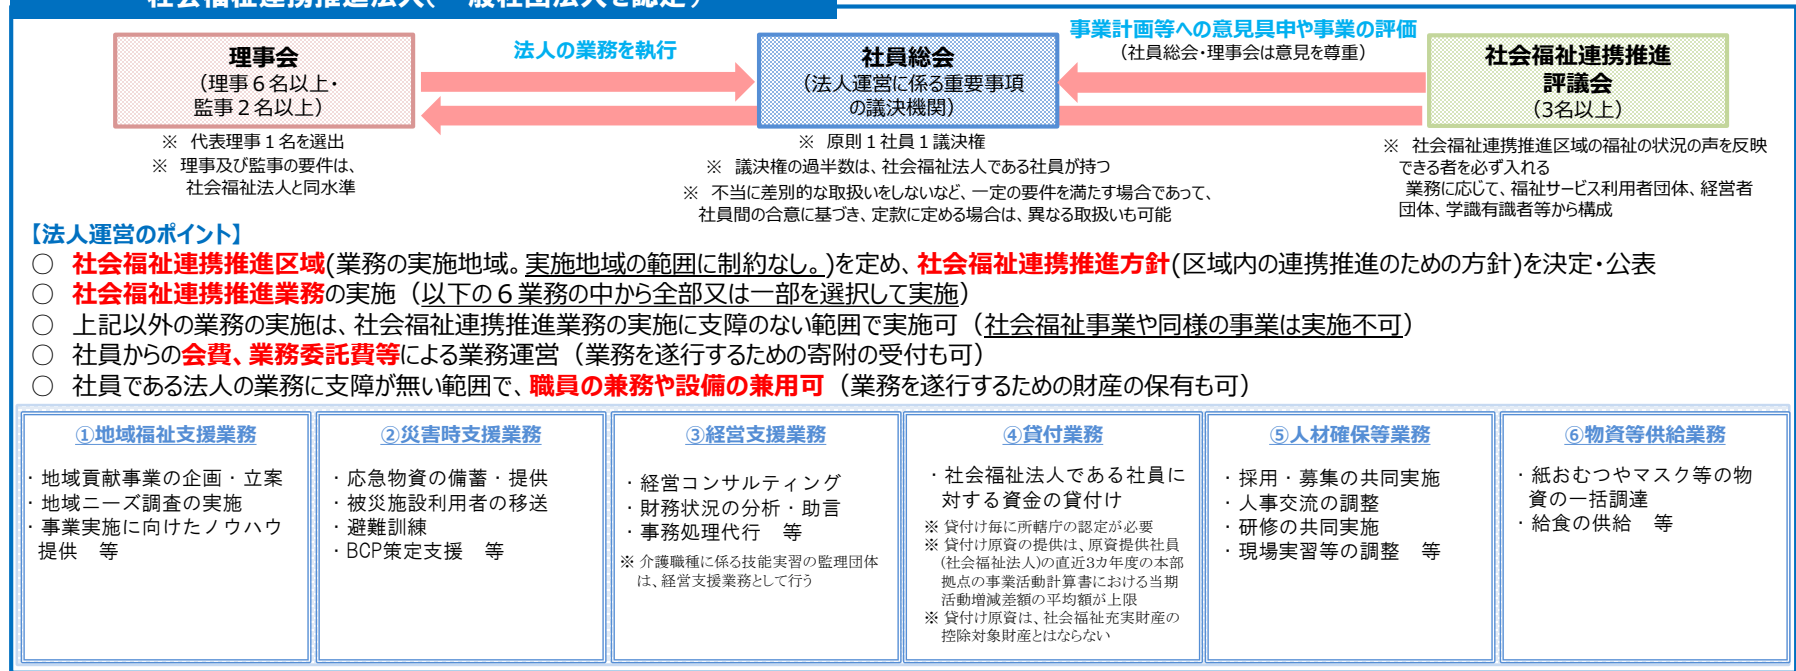 社会福祉連携推進法人(一般社団法人を認定)
理事会
(理事6名以上・
監事2名以上)
※ 代表理事1名を選出
※ 理事及び監事の要件は、
社会福祉法人と同水準
法人の業務を執行
社員総会
(法人運営に係る重要事項
の議決機関)
※ 原則1社員1議決権
※ 議決権の過半数は、社会福祉法人である社員が持つ
※ 不当に差別的な取扱いをしないなど、一定の要件を満たす場合であって、
社員間の合意に基づき、定款に定める場合は、異なる取扱いも可能
事業計画等への意見具申や事業の評価
(社員総会・理事会は意見を尊重)
社会福祉連携推進
評議会
(3名以上)
※ 社会福祉連携推進区域の福祉の状況の声を反映
できる者を必ず入れる
業務に応じて、福祉サービス利用者団体、経営者
団体、学識有識者等から構成
【法人運営のポイント】
○ 社会福祉連携推進区域(業務の実施地域。実施地域の範囲に制約なし。)を定め、社会福祉連携推進方針(区域内の連携推進のための方針)を決定・公表
○ 社会福祉連携推進業務の実施(以下の6業務の中から全部又は一部を選択して実施)
○ 上記以外の業務の実施は、社会福祉連携推進業務の実施に支障のない範囲で実施可(社会福祉事業や同様の事業は実施不可)
○ 社員からの会費、業務委託費等による業務運営(業務を遂行するための寄附の受付も可)
○ 社員である法人の業務に支障が無い範囲で、職員の兼務や設備の兼用可(業務を遂行するための財産の保有も可)
①地域福祉支援業務
・地域貢献事業の企画・立案
・地域ニーズ調査の実施
・事業実施に向けたノウハウ
提供 等
②災害時支援業務
・応急物資の備蓄・提供
・被災施設利用者の移送
・避難訓練
・BCP策定支援 等
③経営支援業務
・経営コンサルティング
・財務状況の分析・助言
・事務処理代行 等
※ 介護職種に係る技能実習の監理団体
は、経営支援業務として行う
④貸付業務
・社会福祉法人である社員に
対する資金の貸付け
※ 貸付け毎に所轄庁の認定が必要
※ 貸付け原資の提供は、原資提供社員
(社会福祉法人)の直近3カ年度の本部
拠点の事業活動計算書における当期
活動増減差額の平均額が上限
※ 貸付け原資は、社会福祉充実財産の
控除対象財産とはならない
⑤人材確保等業務
・採用・募集の共同実施
・人事交流の調整
・研修の共同実施
・現場実習等の調整 等
⑥物資等供給業務
・紙おむつやマスク等の物
資の一括調達
・給食の供給 等